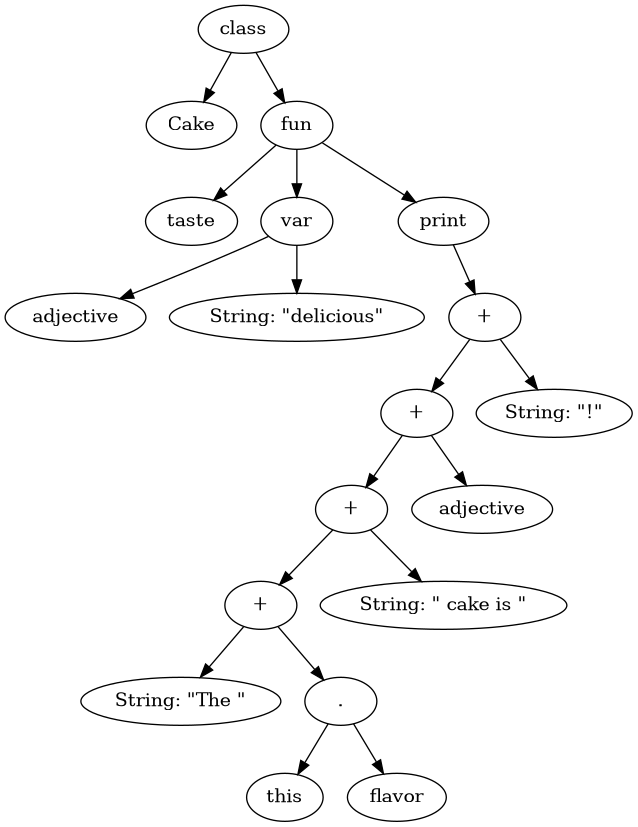 class
Cake
fun
taste
var
print
adjective
String: "delicious"
+
+
String: "!"
+
adjective
+
String: " cake is "
String: "The "
.
this
flavor